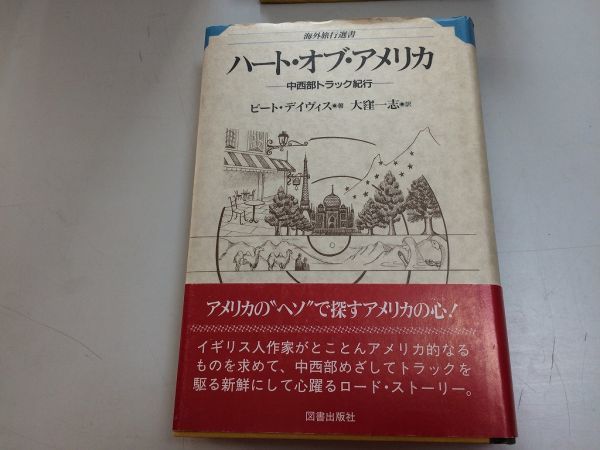 海外旅行選書
ハート・オブ・アメリカ
中西部トラック紀行
ピート・デイヴィス●著 大窪一志●訳
アメリカの〝ヘソ〟で探すアメリカの心！
イギリス人作家がとことんアメリカ的なる
ものを求めて、中西部めざしてトラックを
駆る新鮮にして心躍るロード・ストーリー。
図書出版社